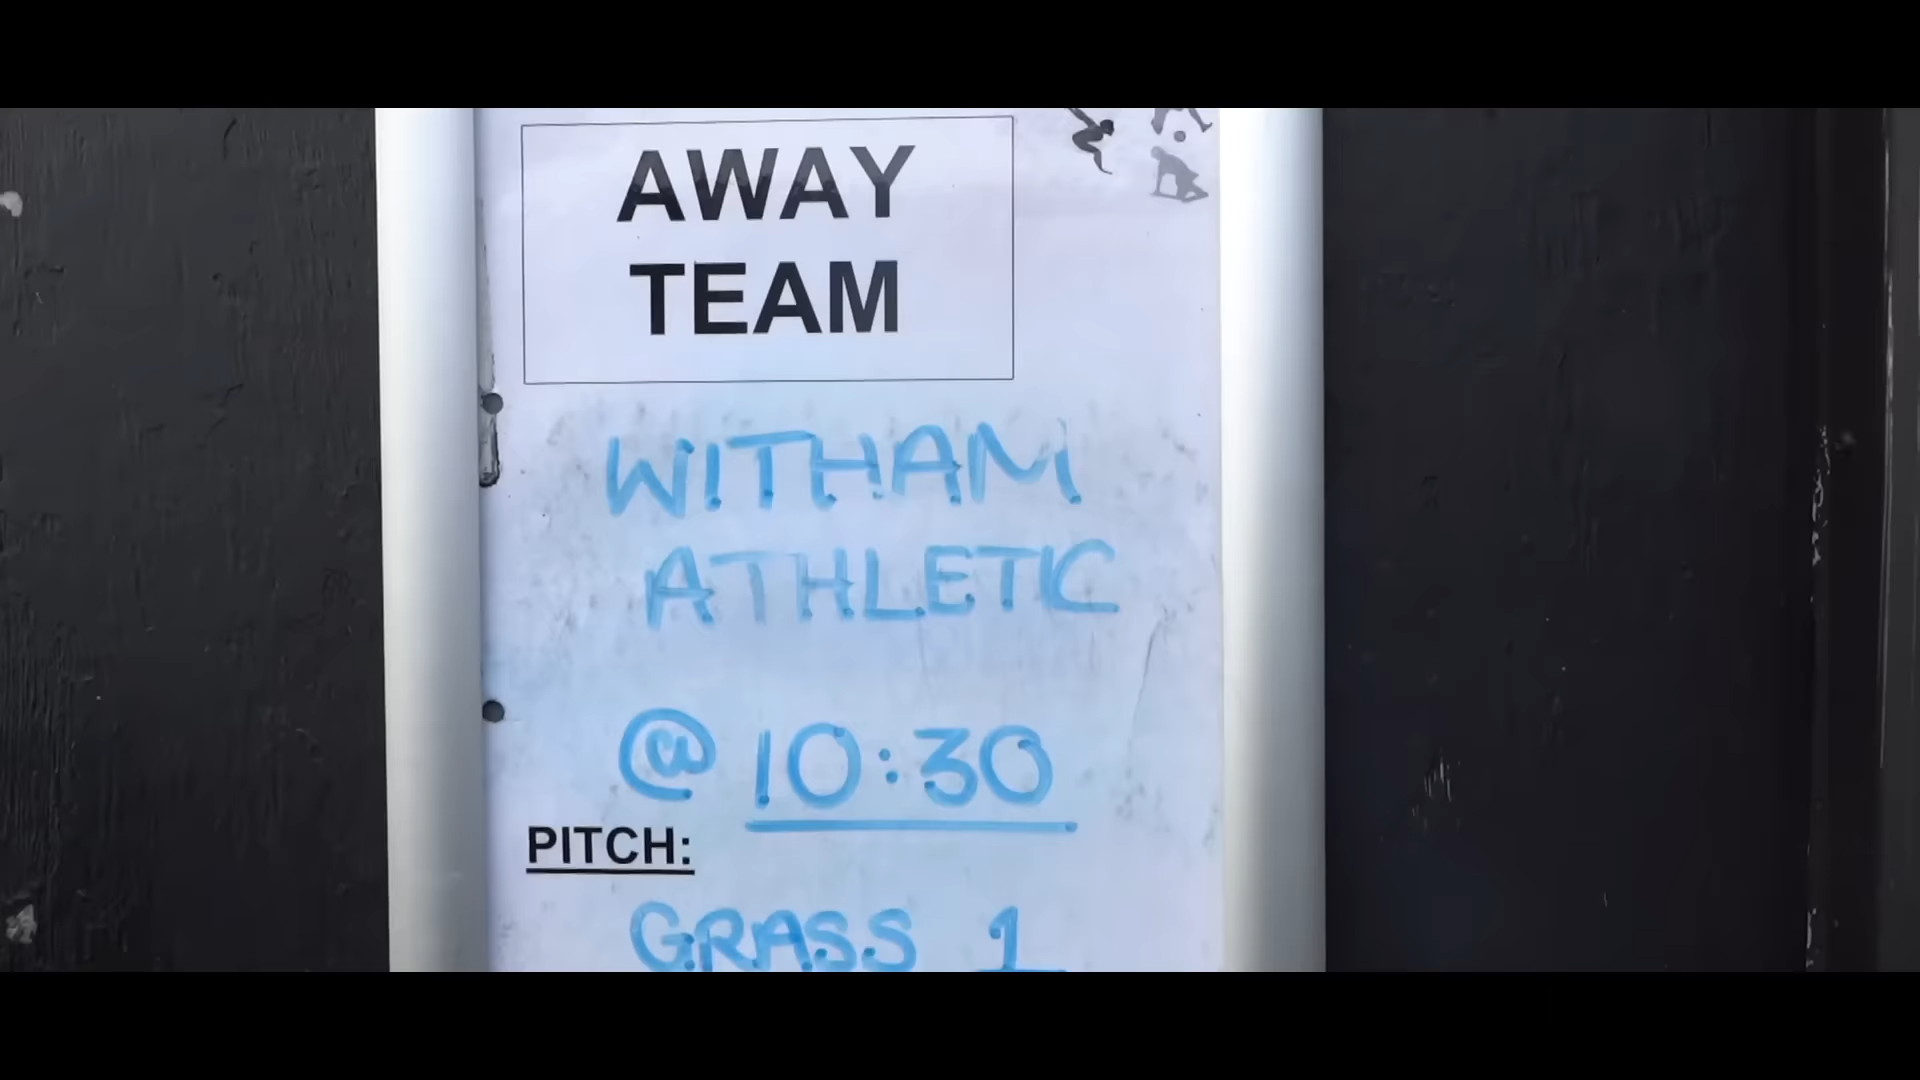 AWAY
TEAM
WITHAM
ATHLETIC
@ 10:30
PITCH:
GRASS 1